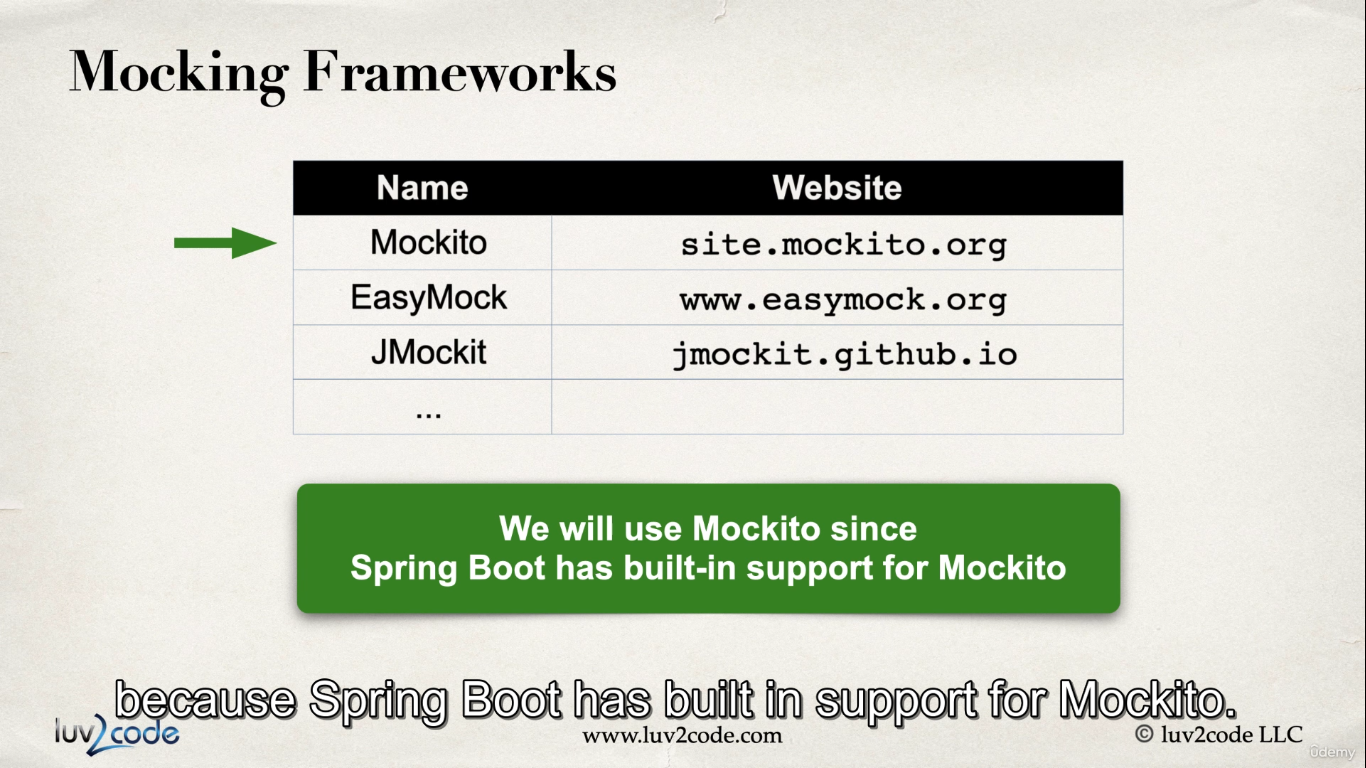 Mocking Frameworks
Name Website
Mockito site.mockito.org
EasyMock www.easymock.org
JMockit jmockit.github.io
...
We will use Mockito since
Spring Boot has built-in support for Mockito
because Spring Boot has built in support for Mockito.
luv2code www.luv2code.com © luv2code LLC
ûdemy